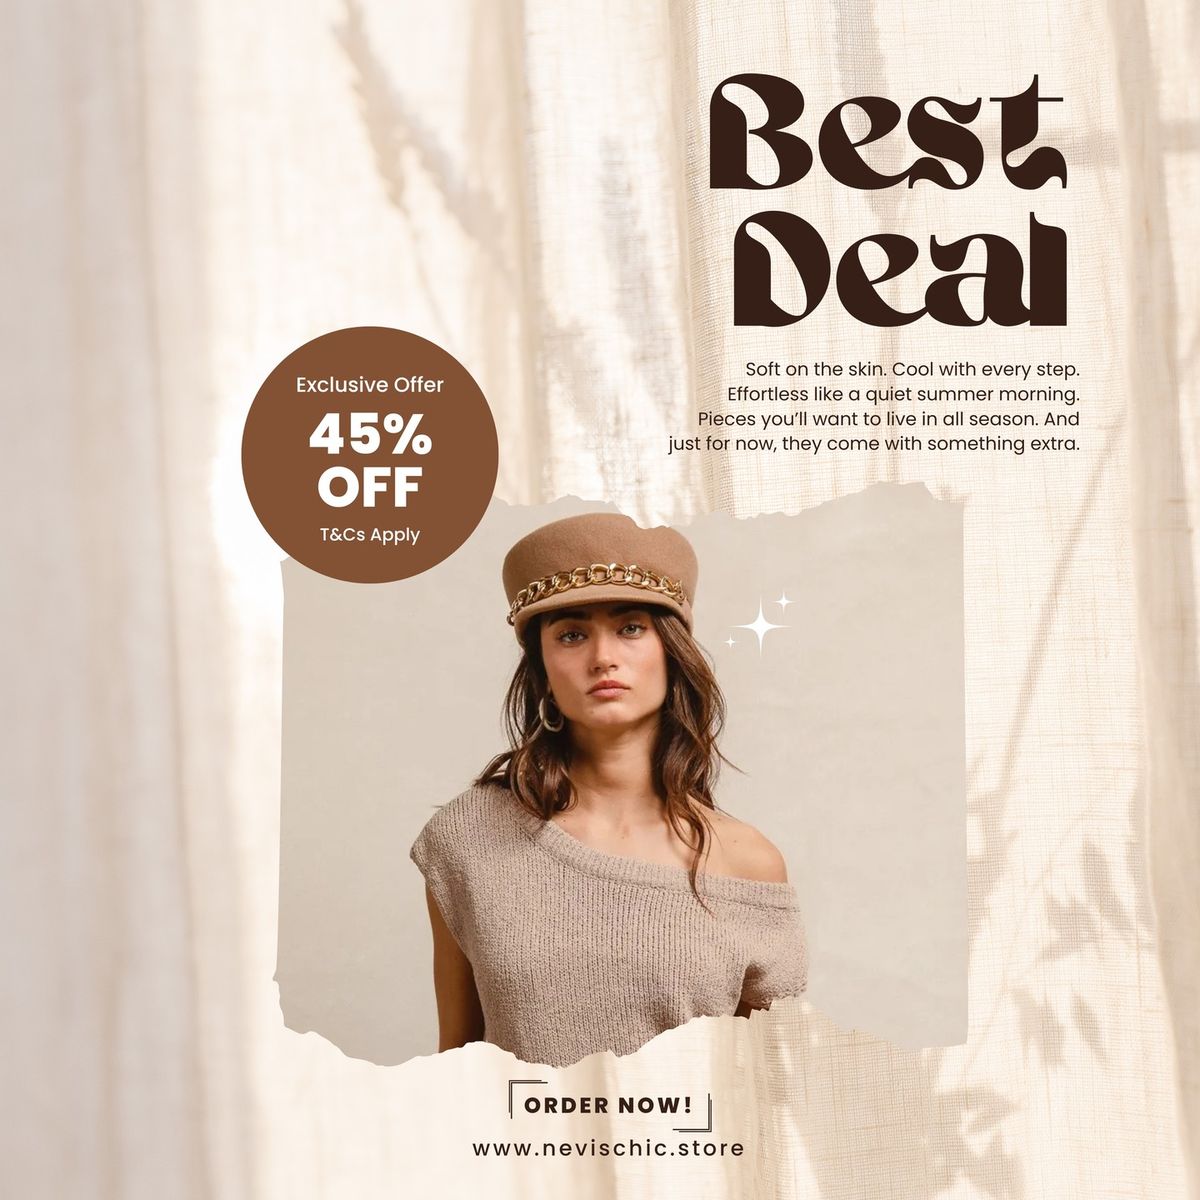 Best
Deal
Soft on the skin. Cool with every step.
Effortless like a quiet summer morning.
Pieces you’ll want to live in all season. And
just for now, they come with something extra.
Exclusive Offer
45%
OFF
T&Cs Apply
ORDER NOW!
www.nevischic.store